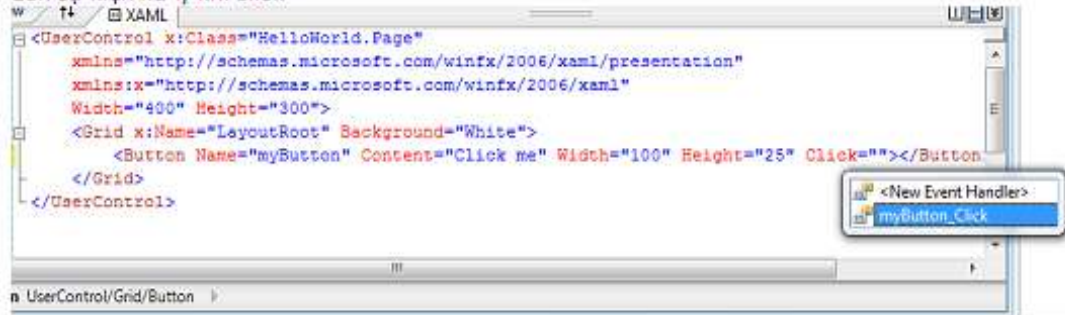 XAML
<UserControl x:Class="HelloWorld.Page"
xmlns="http://schemas.microsoft.com/winfx/2006/xaml/presentation"
xmlns:x="http://schemas.microsoft.com/winfx/2006/xaml"
Width="400" Height="300">
<Grid x:Name="LayoutRoot" Background="White">
<Button Name="myButton" Content="Click me" Width="100" Height="25" Click=""></Button
<New Event Handler>
</Grid>
myButton_Click
</UserControl>
UserControl/Grid/Button